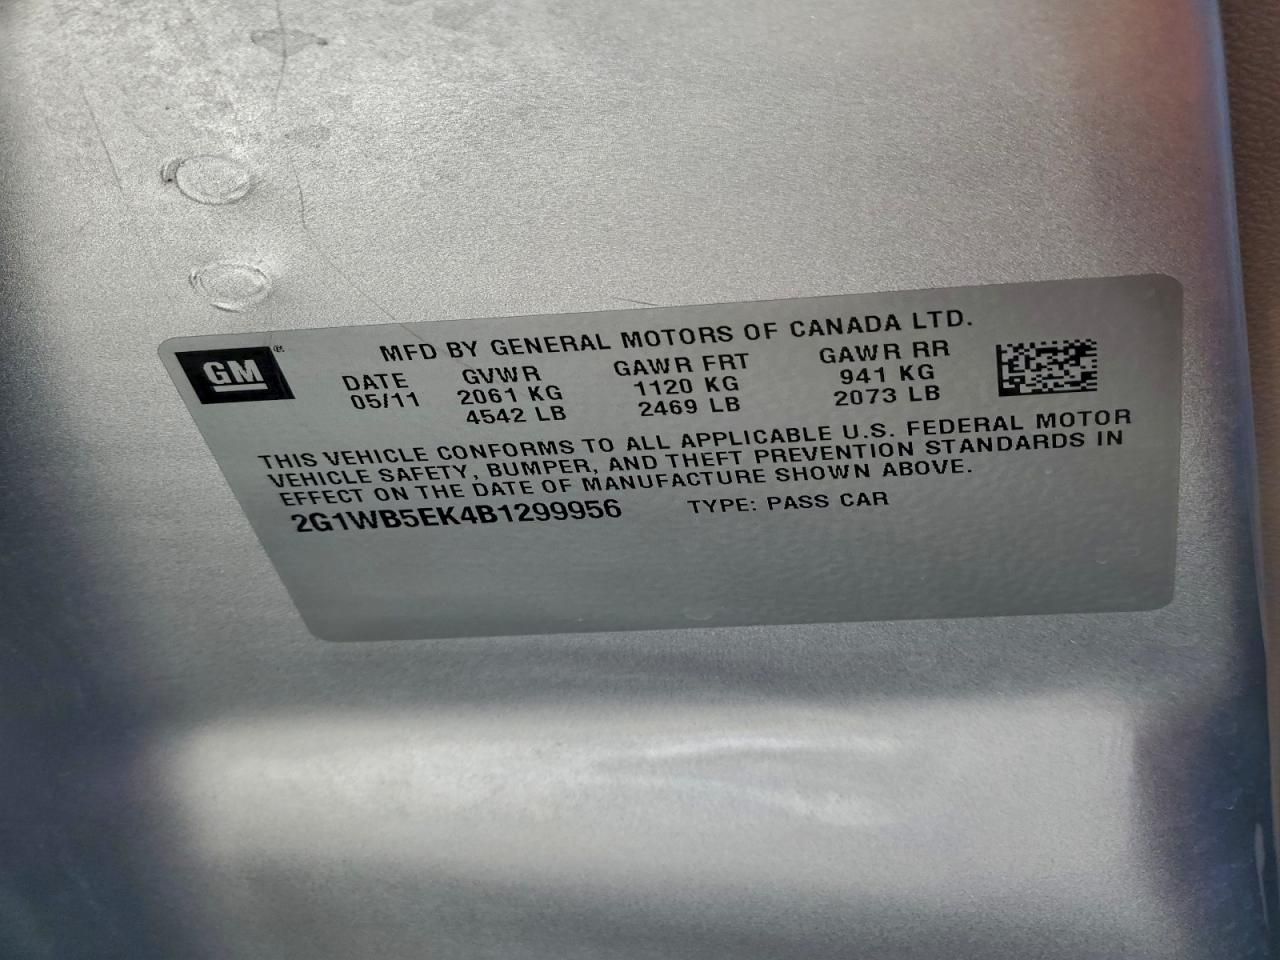 GM®
MFD BY GENERAL MOTORS OF CANADA LTD.
DATE GVWR GAWR FRT GAWR RR
05/11 2061 KG 1120 KG 941 KG
4542 LB 2469 LB 2073 LB
THIS VEHICLE CONFORMS TO ALL APPLICABLE U.S. FEDERAL MOTOR
VEHICLE SAFETY, BUMPER, AND THEFT PREVENTION STANDARDS IN
EFFECT ON THE DATE OF MANUFACTURE SHOWN ABOVE.
2G1WB5EK4B1299956 TYPE: PASS CAR